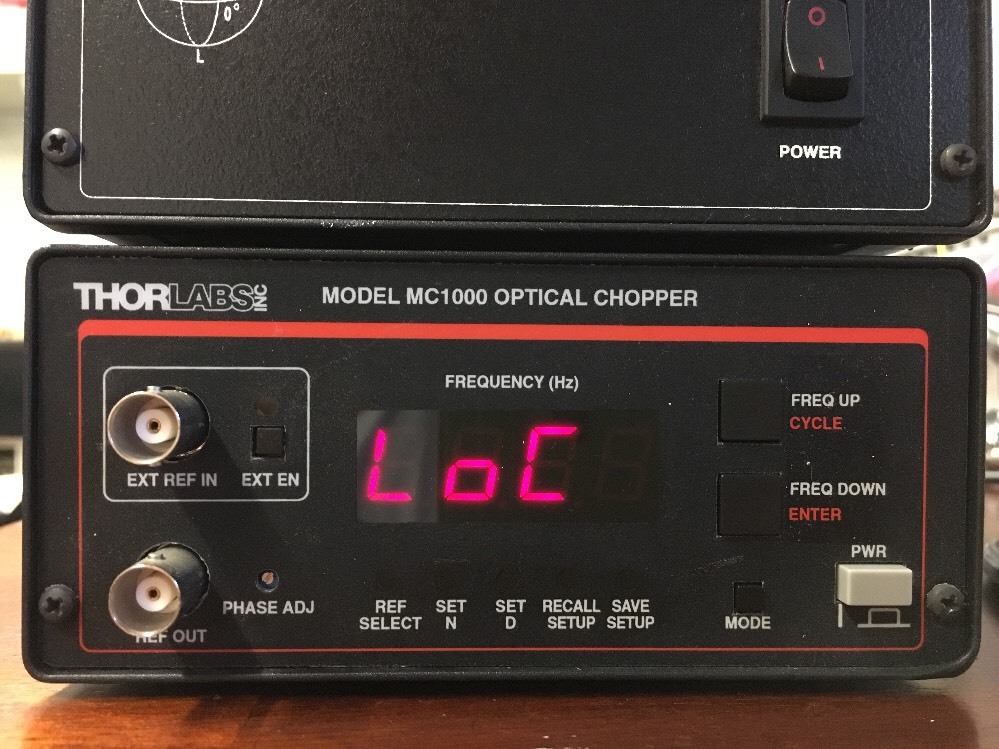 0°
L
O
I
POWER
THORLABS INC
MODEL MC1000 OPTICAL CHOPPER
FREQUENCY (Hz)
LoC
FREQ UP
CYCLE
EXT REF IN
EXT EN
FREQ DOWN
ENTER
PWR
PHASE ADJ
REF OUT
REF
SELECT
SET
N
SET
D
RECALL
SETUP
SAVE
SETUP
MODE